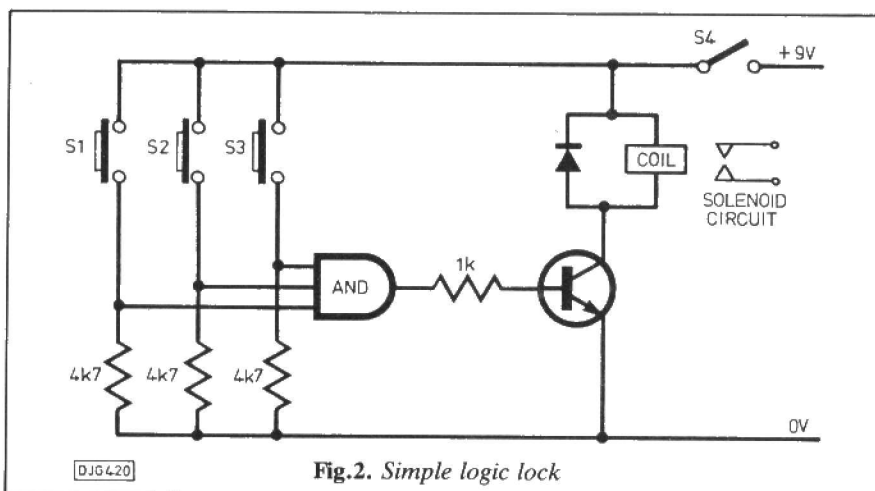 S4
+9V
S1
S2
S3
COIL
SOLENOID
CIRCUIT
AND
1k
4k7
4k7
4k7
0V
DJG420
Fig.2. Simple logic lock